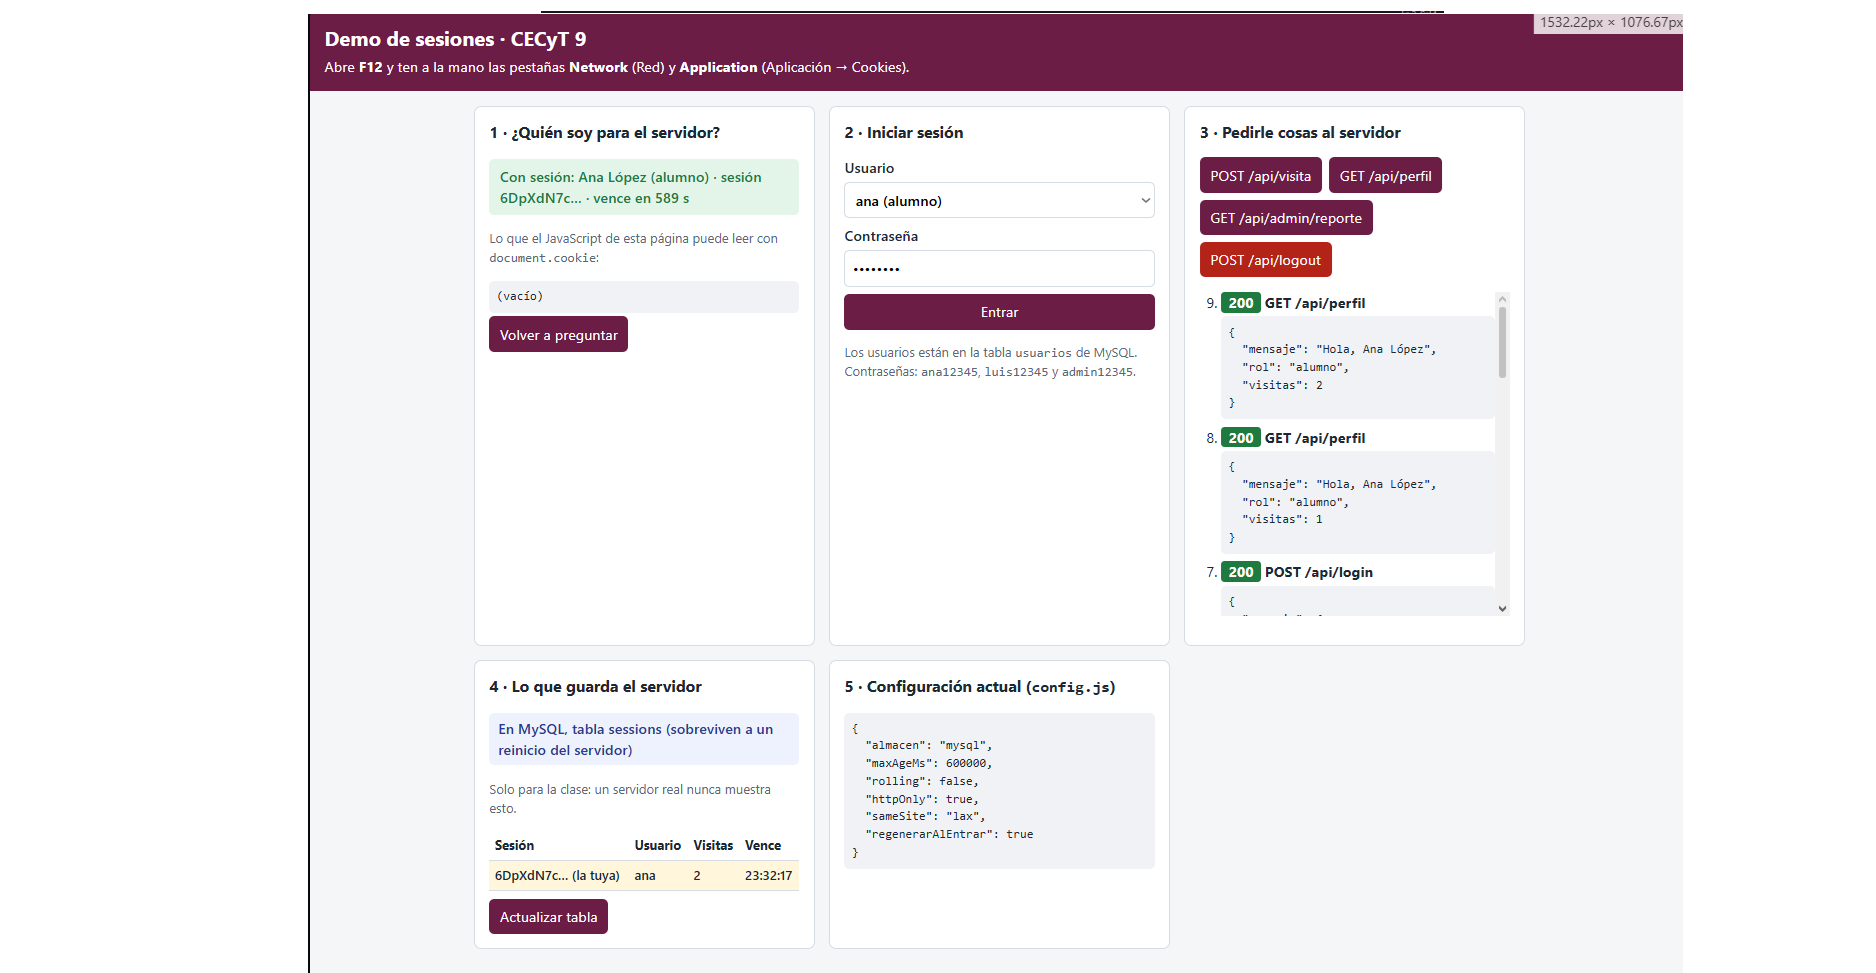 1532.22px × 1076.67px
Demo de sesiones · CECyT 9
Abre F12 y ten a la mano las pestañas Network (Red) y Application (Aplicación → Cookies).
1 · ¿Quién soy para el servidor?
Con sesión: Ana López (alumno) · sesión
6DpXdN7c... · vence en 589 s
Lo que el JavaScript de esta página puede leer con
document.cookie:
(vacío)
Volver a preguntar
2 · Iniciar sesión
Usuario
ana (alumno)
Contraseña
••••••••
Entrar
Los usuarios están en la tabla usuarios de MySQL.
Contraseñas: ana12345, luis12345 y admin12345.
3 · Pedirle cosas al servidor
POST /api/visita
GET /api/perfil
GET /api/admin/reporte
POST /api/logout
9. 200 GET /api/perfil
{
"mensaje": "Hola, Ana López",
"rol": "alumno",
"visitas": 2
}
8. 200 GET /api/perfil
{
"mensaje": "Hola, Ana López",
"rol": "alumno",
"visitas": 1
}
7. 200 POST /api/login
{
4 · Lo que guarda el servidor
En MySQL, tabla sessions (sobreviven a un
reinicio del servidor)
Solo para la clase: un servidor real nunca muestra
esto.
Sesión Usuario Visitas Vence
6DpXdN7c... (la tuya) ana 2 23:32:17
Actualizar tabla
5 · Configuración actual (config.js)
{
"almacen": "mysql",
"maxAgeMs": 600000,
"rolling": false,
"httpOnly": true,
"sameSite": "lax",
"regenerarAlEntrar": true
}